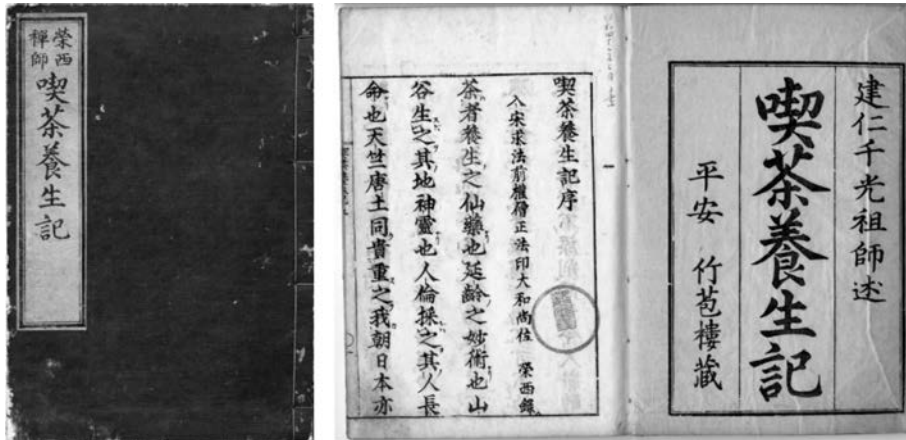 榮西
禪師
喫茶養生記
建仁千光祖師述
喫茶養生記
平安 竹苞樓藏
喫茶養生記序
入宋求法前權僧正法印大和尚位 榮西録
茶者養生之仙藥也延齡之妙術也山
谷生之其地神靈也人倫採之其人長
命也天竺唐土同貴重之我朝日本亦